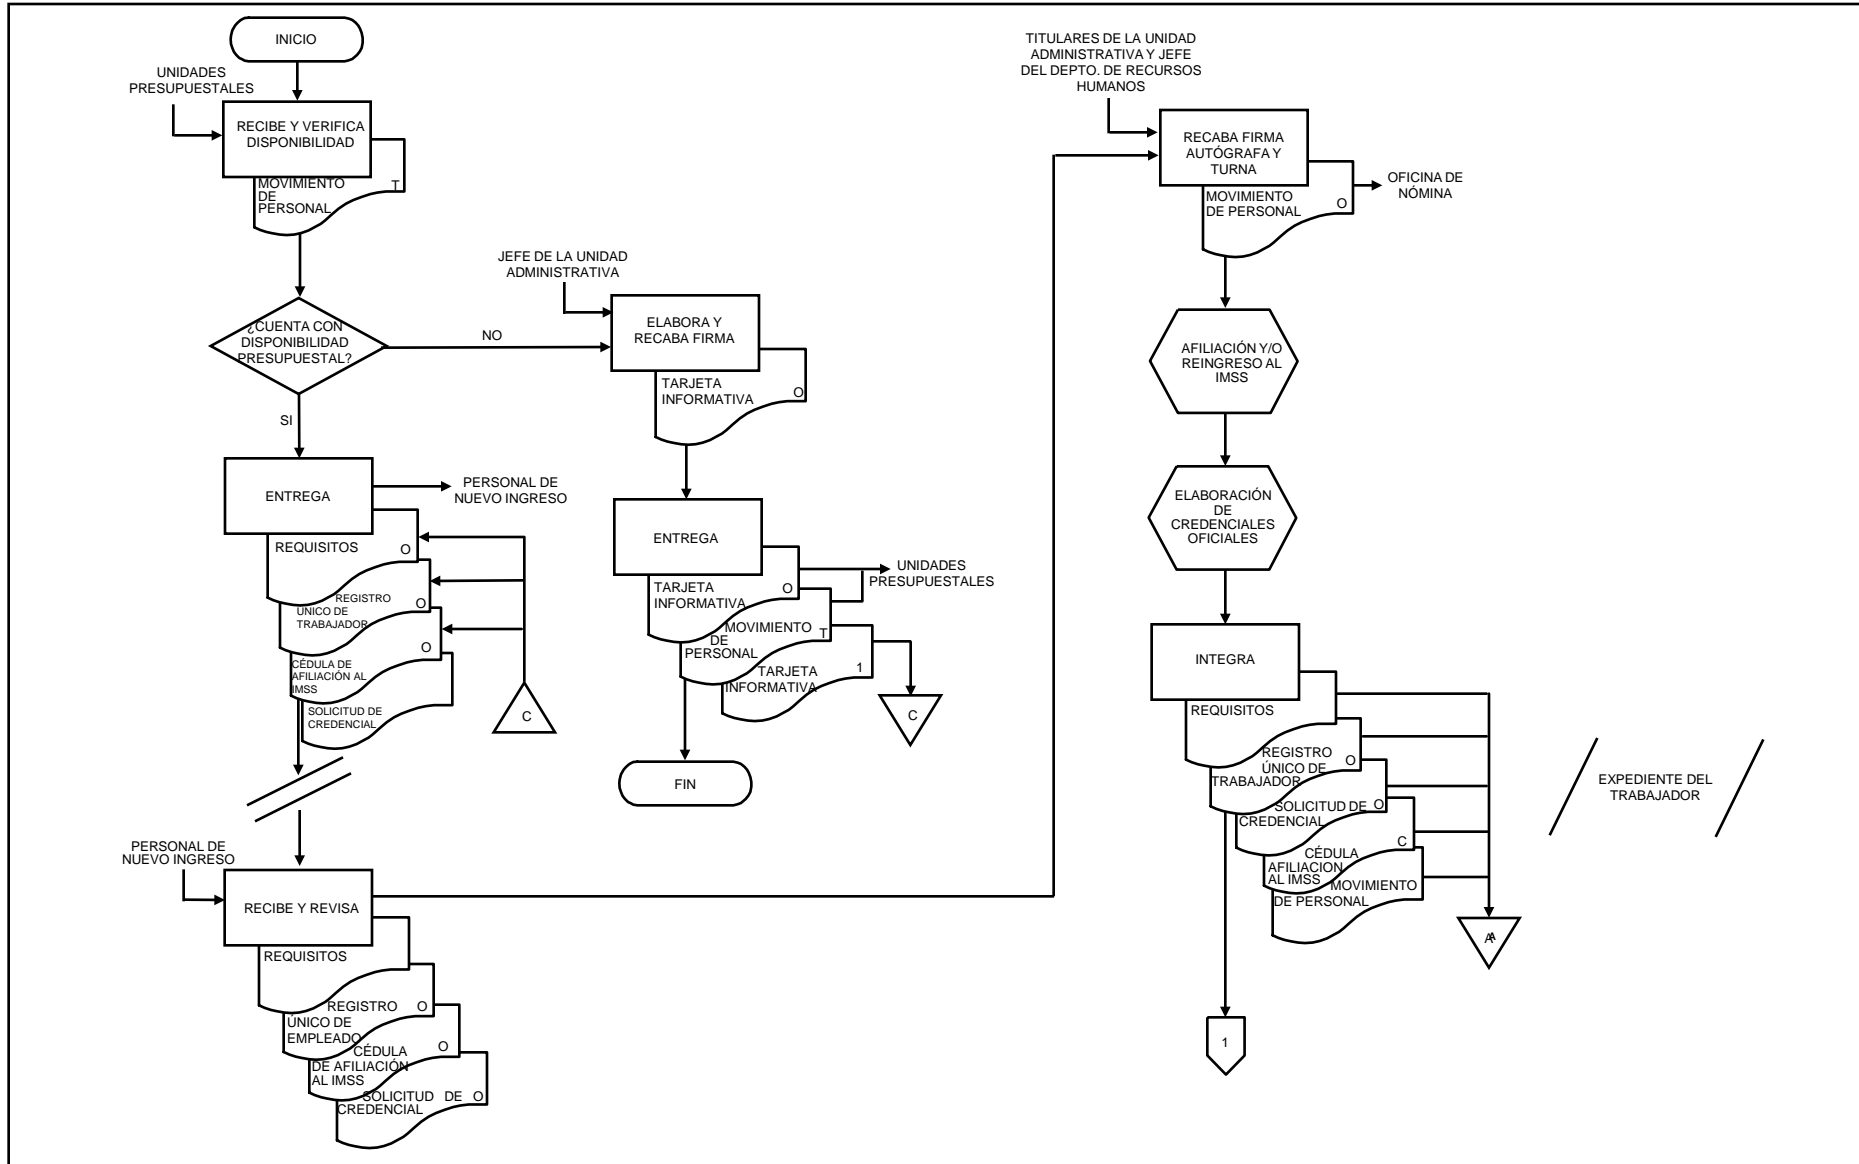 INICIO
UNIDADES
PRESUPUESTALES
RECIBE Y VERIFICA
DISPONIBILIDAD
MOVIMIENTO
DE
PERSONAL
T
¿CUENTA CON
DISPONIBILIDAD
PRESUPUESTAL?
NO
SI
ENTREGA
PERSONAL DE
NUEVO INGRESO
REQUISITOS
O
REGISTRO
ÚNICO DE
TRABAJADOR
O
CÉDULA DE
AFILIACIÓN AL
IMSS
O
SOLICITUD DE
CREDENCIAL
C
PERSONAL DE
NUEVO INGRESO
RECIBE Y REVISA
REQUISITOS
REGISTRO O
ÚNICO DE
EMPLEADO
CÉDULA O
DE AFILIACIÓN
AL IMSS
SOLICITUD DE O
CREDENCIAL
JEFE DE LA UNIDAD
ADMINISTRATIVA
ELABORA Y
RECABA FIRMA
TARJETA
INFORMATIVA
O
ENTREGA
UNIDADES
PRESUPUESTALES
TARJETA
INFORMATIVA
O
MOVIMIENTO
DE
PERSONAL
T
TARJETA
INFORMATIVA
1
C
FIN
TITULARES DE LA UNIDAD
ADMINISTRATIVA Y JEFE
DEL DEPTO. DE RECURSOS
HUMANOS
RECABA FIRMA
AUTÓGRAFA Y
TURNA
MOVIMIENTO
DE PERSONAL
O
OFICINA DE
NÓMINA
AFILIACIÓN Y/O
REINGRESO AL
IMSS
ELABORACIÓN
DE
CREDENCIALES
OFICIALES
INTEGRA
REQUISITOS
REGISTRO
ÚNICO DE O
TRABAJADOR
SOLICITUD DE O
CREDENCIAL
C
CÉDULA
AFILIACION
AL IMSS
MOVIMIENTO
DE PERSONAL
EXPEDIENTE DEL
TRABAJADOR
A
1